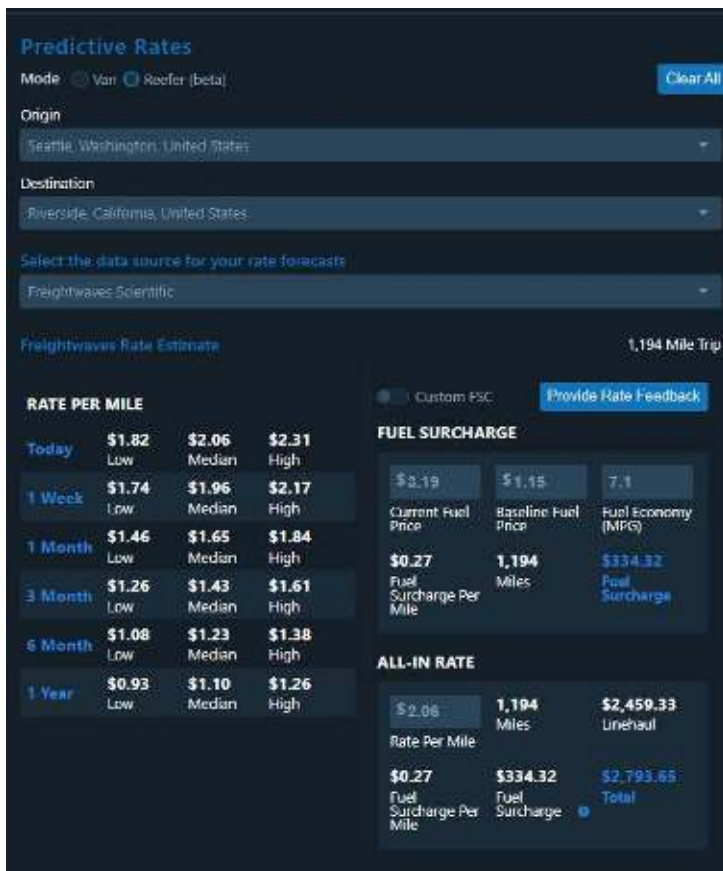 Predictive Rates
Mode Van Reefer (beta)
Clear All
Origin
Seattle, Washington, United States
Destination
Riverside, California, United States
Select the data source for your rate forecasts
Freightwaves Scientific
Freightwaves Rate Estimate
1,194 Mile Trip
RATE PER MILE
Today $1.82 $2.06 $2.31
Low Median High
1 Week $1.74 $1.96 $2.17
Low Median High
1 Month $1.46 $1.65 $1.84
Low Median High
3 Month $1.26 $1.43 $1.61
Low Median High
6 Month $1.08 $1.23 $1.38
Low Median High
1 Year $0.93 $1.10 $1.26
Low Median High
Custom FSC
Provide Rate Feedback
FUEL SURCHARGE
$3.19 $1.15 7.1
Current Fuel Price
Baseline Fuel Price
Fuel Economy (MPG)
$0.27 1,194 $334.32
Fuel Surcharge Per Mile
Miles
Fuel Surcharge
ALL-IN RATE
$2.06 1,194 $2,459.33
Rate Per Mile
Miles
Linehaul
$0.27 $334.32 $2,793.65
Fuel Surcharge Per Mile
Fuel Surcharge
Total